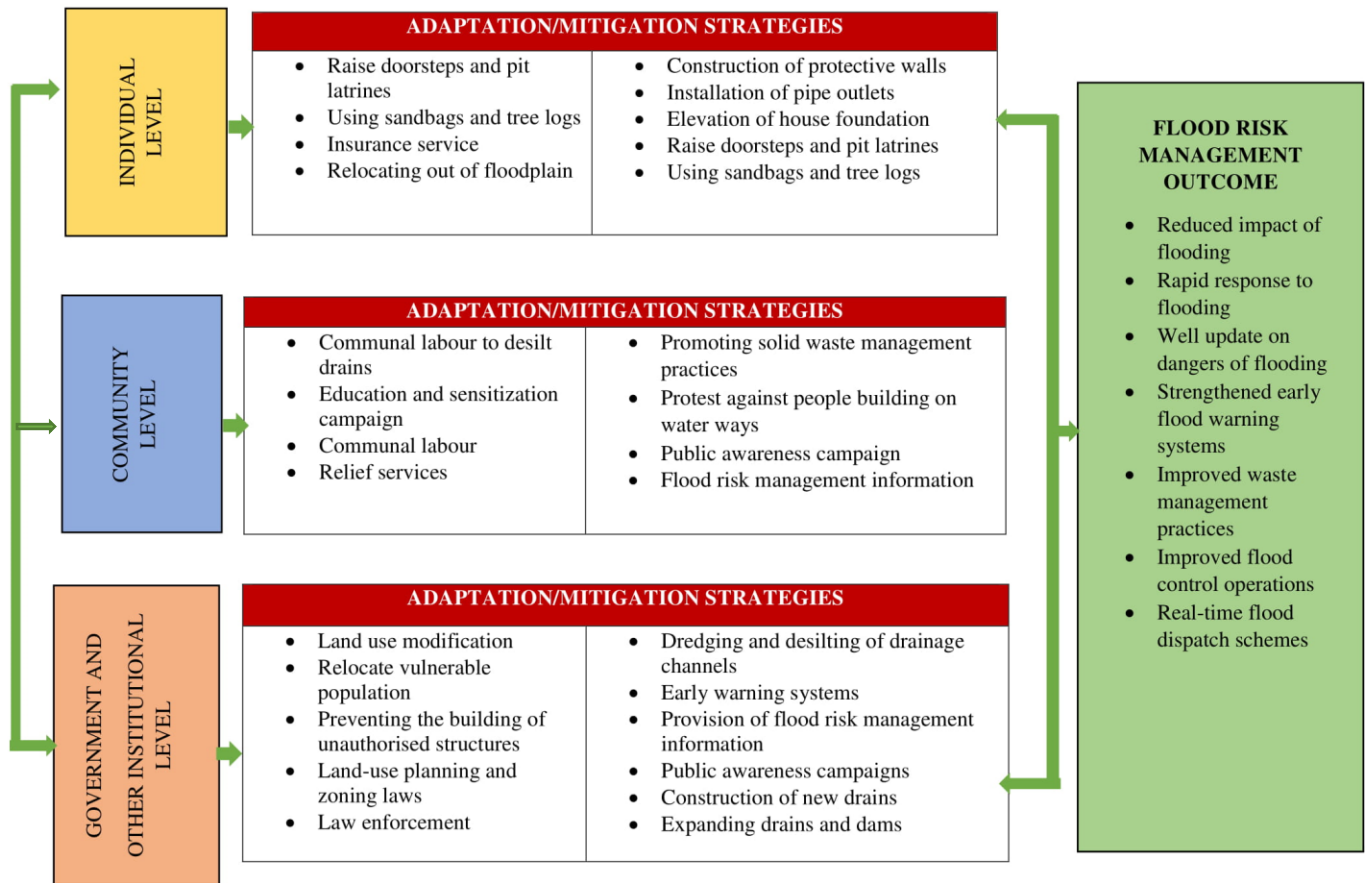 INDIVIDUAL
LEVEL
ADAPTATION/MITIGATION STRATEGIES
• Raise doorsteps and pit
latrines
• Using sandbags and tree logs
• Insurance service
• Relocating out of floodplain
• Construction of protective walls
• Installation of pipe outlets
• Elevation of house foundation
• Raise doorsteps and pit latrines
• Using sandbags and tree logs
COMMUNITY
LEVEL
ADAPTATION/MITIGATION STRATEGIES
• Communal labour to desilt
drains
• Education and sensitization
campaign
• Communal labour
• Relief services
• Promoting solid waste management
practices
• Protest against people building on
water ways
• Public awareness campaign
• Flood risk management information
GOVERNMENT AND
OTHER INSTITUTIONAL
LEVEL
ADAPTATION/MITIGATION STRATEGIES
• Land use modification
• Relocate vulnerable
population
• Preventing the building of
unauthorised structures
• Land-use planning and
zoning laws
• Law enforcement
• Dredging and desilting of drainage
channels
• Early warning systems
• Provision of flood risk management
information
• Public awareness campaigns
• Construction of new drains
• Expanding drains and dams
FLOOD RISK
MANAGEMENT
OUTCOME
• Reduced impact of
flooding
• Rapid response to
flooding
• Well update on
dangers of flooding
• Strengthened early
flood warning
systems
• Improved waste
management
practices
• Improved flood
control operations
• Real-time flood
dispatch schemes